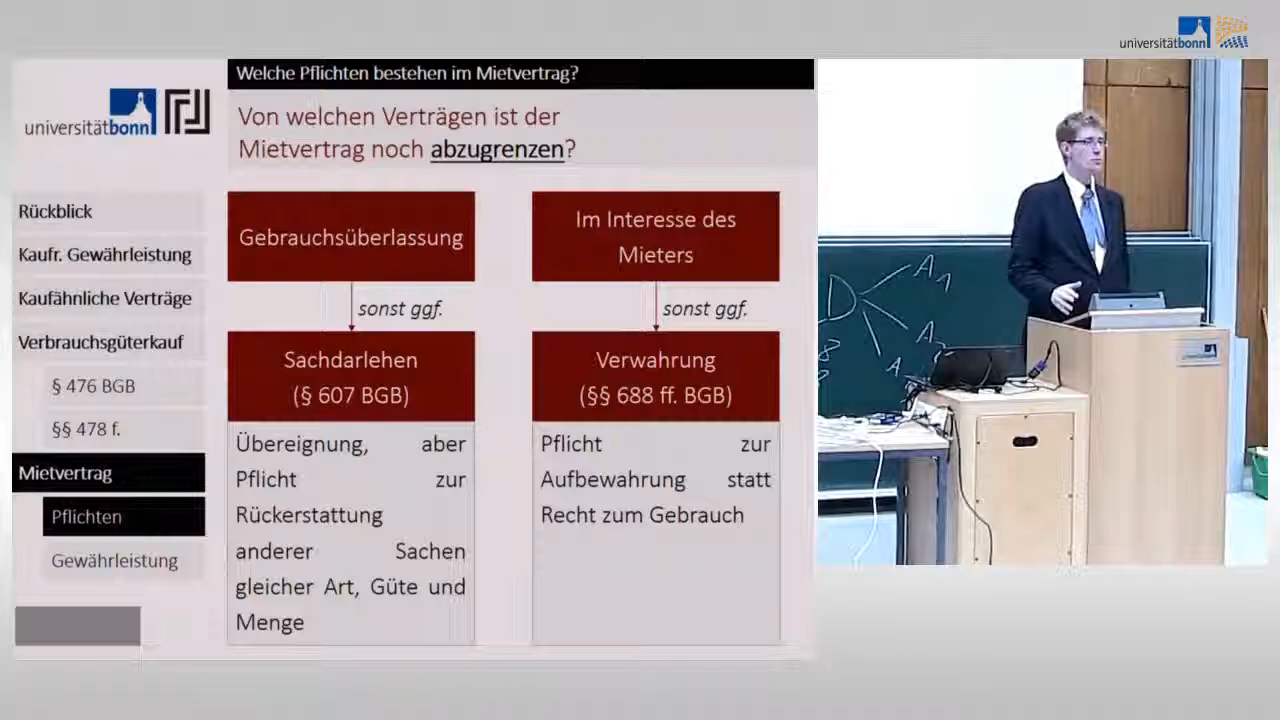 universitätbonn
Welche Pflichten bestehen im Mietvertrag?
universitätbonn
Von welchen Verträgen ist der
Mietvertrag noch abzugrenzen?
Rückblick
Kaufr. Gewährleistung
Kaufähnliche Verträge
Verbrauchsgüterkauf
§ 476 BGB
§§ 478 f.
Mietvertrag
Pflichten
Gewährleistung
Gebrauchsüberlassung
sonst ggf.
Sachdarlehen
(§ 607 BGB)
Übereignung, aber
Pflicht zur
Rückerstattung
anderer Sachen
gleicher Art, Güte und
Menge
Im Interesse des
Mieters
sonst ggf.
Verwahrung
(§§ 688 ff. BGB)
Pflicht zur
Aufbewahrung statt
Recht zum Gebrauch
D
A1
A2
A